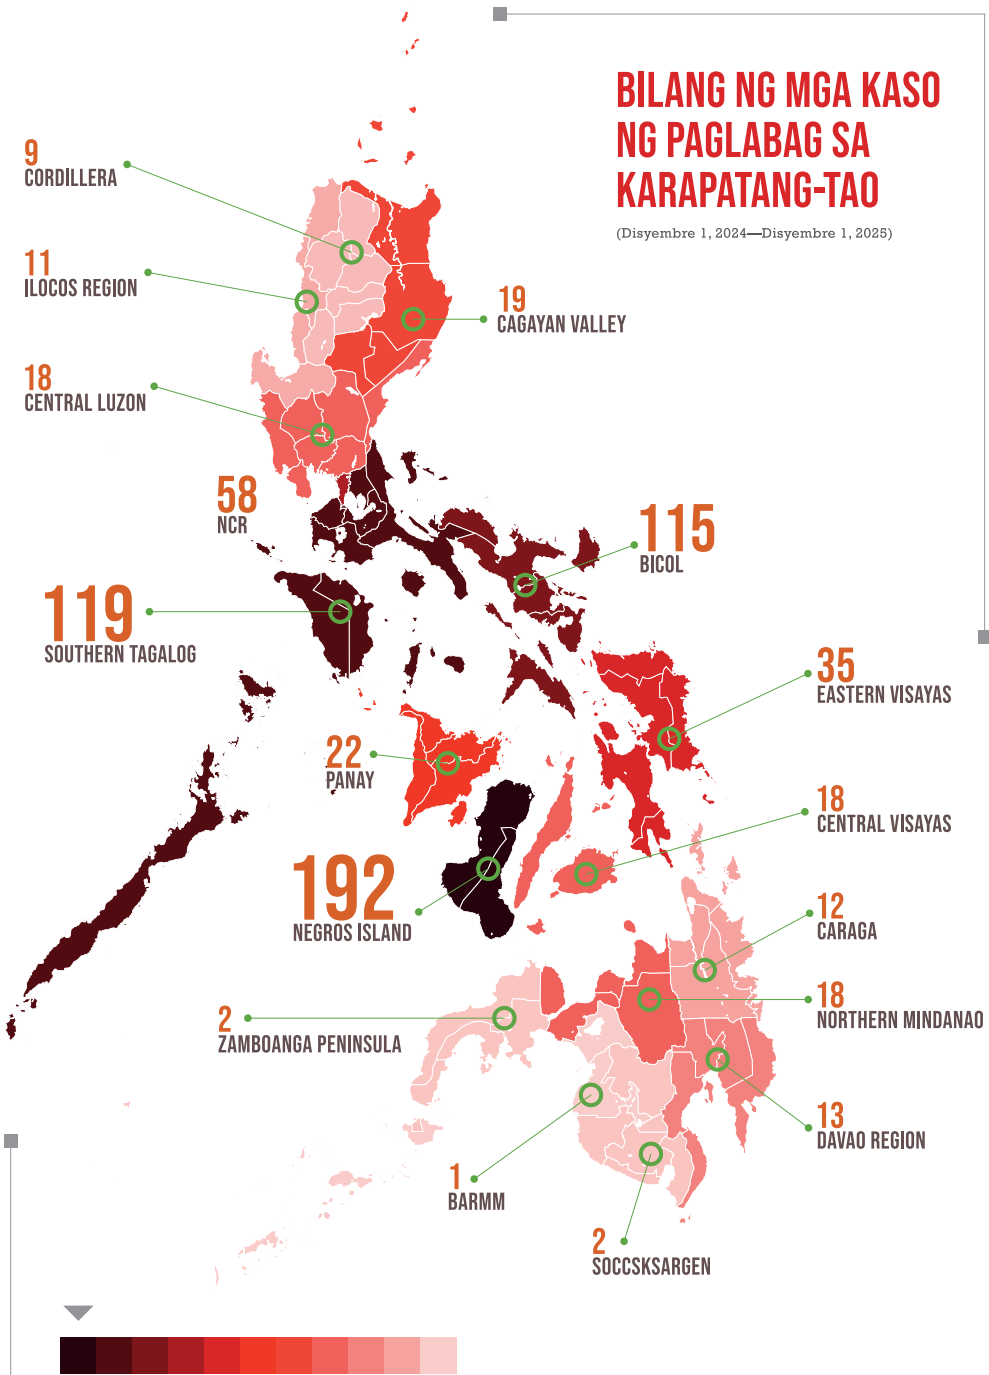 BILANG NG MGA KASO
NG PAGLABAG SA
KARAPATANG-TAO
(Disyembre 1, 2024—Disyembre 1, 2025)
9
CORDILLERA
11
ILOCOS REGION
19
CAGAYAN VALLEY
18
CENTRAL LUZON
58
NCR
115
BICOL
119
SOUTHERN TAGALOG
35
EASTERN VISAYAS
22
PANAY
18
CENTRAL VISAYAS
192
NEGROS ISLAND
12
CARAGA
18
NORTHERN MINDANAO
2
ZAMBOANGA PENINSULA
13
DAVAO REGION
1
BARMM
2
SOCCSKSARGEN